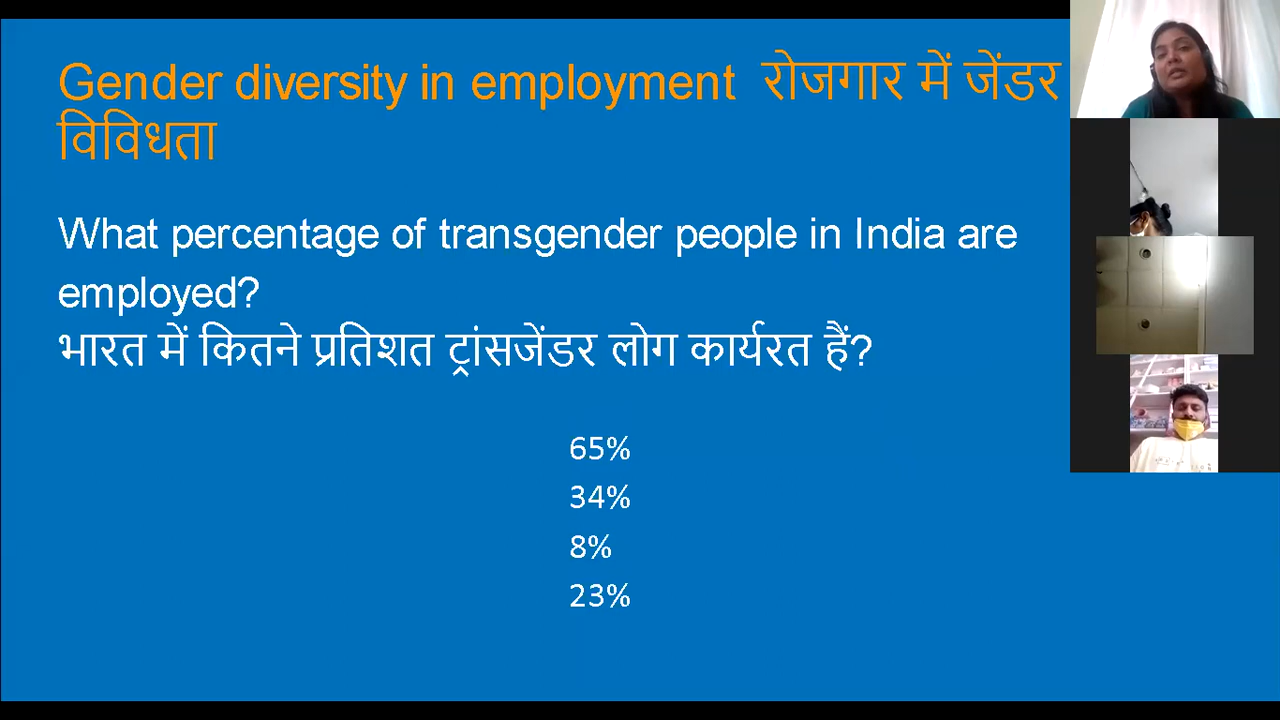 Gender diversity in employment रोजगार में जेंडर
विविधता
What percentage of transgender people in India are
employed?
भारत में कितने प्रतिशत ट्रांसजेंडर लोग कार्यरत हैं?
65%
34%
8%
23%